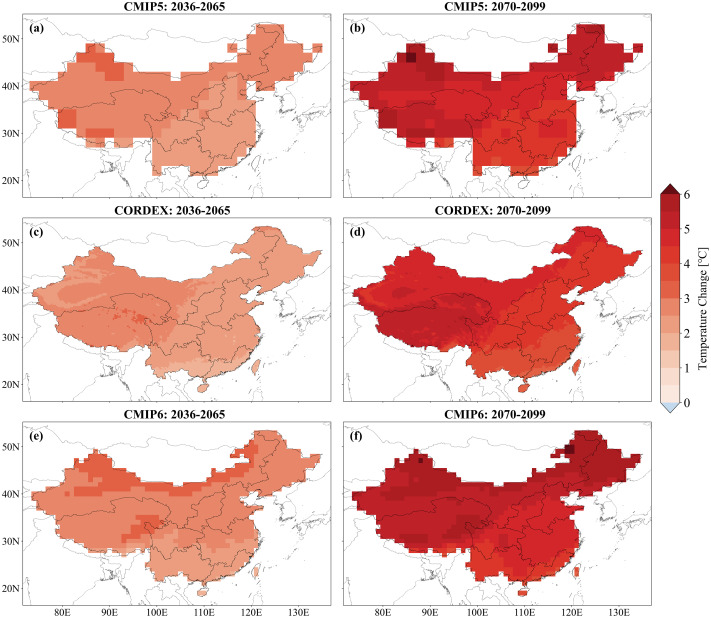 CMIP5: 2036-2065
CMIP5: 2070-2099
(a)
(b)
50N
40N
30N
20N
CORDEX: 2036-2065
CORDEX: 2070-2099
(c)
(d)
50N
40N
30N
20N
CMIP6: 2036-2065
CMIP6: 2070-2099
(e)
(f)
50N
40N
30N
20N
80E 90E 100E 110E 120E 130E
80E 90E 100E 110E 120E 130E
6
5
4
3
2
1
0
Temperature Change [°C]